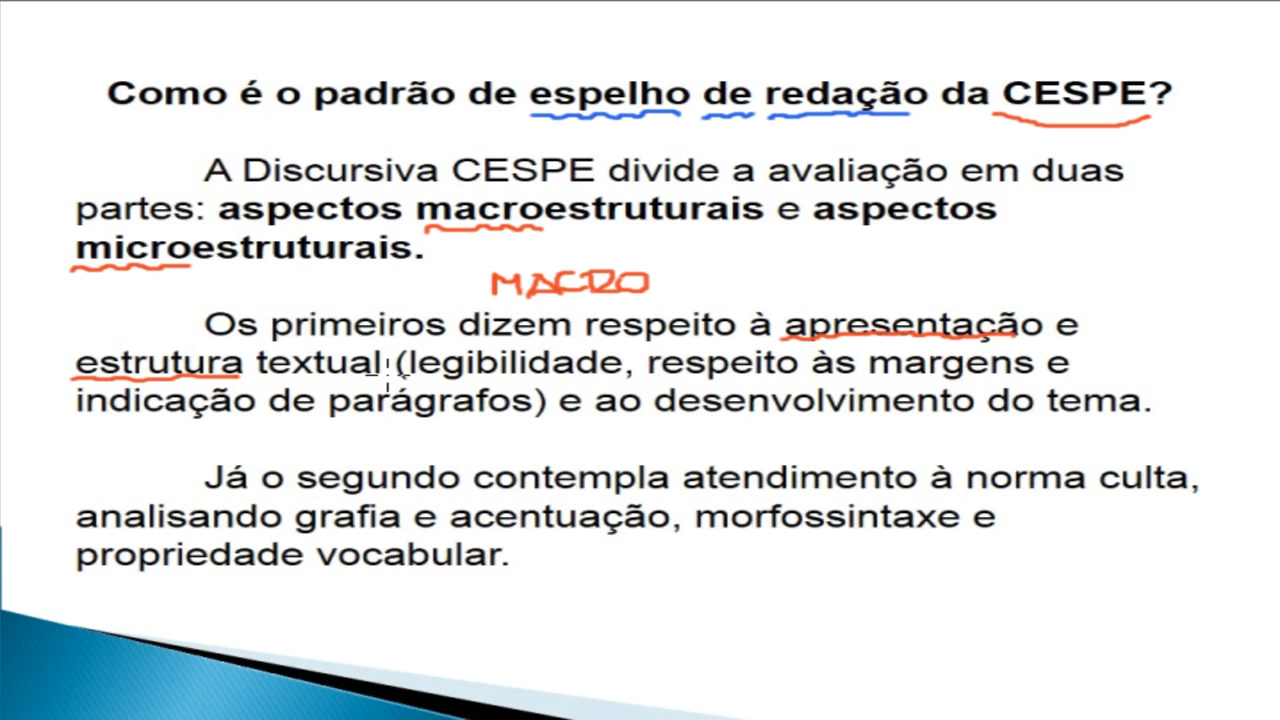 Como é o padrão de espelho de redação da CESPE?
A Discursiva CESPE divide a avaliação em duas
partes: aspectos macroestruturais e aspectos
microestruturais.
MACRO
Os primeiros dizem respeito à apresentação e
estrutura textual (legibilidade, respeito às margens e
indicação de parágrafos) e ao desenvolvimento do tema.
Já o segundo contempla atendimento à norma culta,
analisando grafia e acentuação, morfossintaxe e
propriedade vocabular.